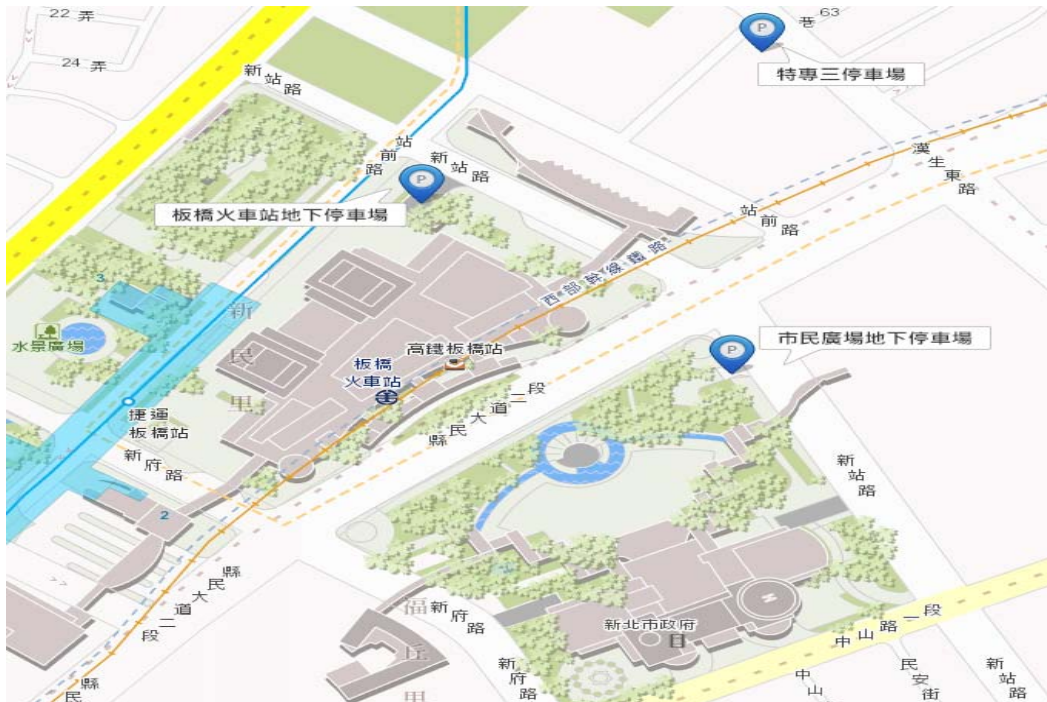 22 弄
24 弄
新站路
巷 63
P
特專三停車場
漢生東路
站前路
新站路
P
板橋火車站地下停車場
站前路
西部幹線鐵路
3
水景廣場
新民里
高鐵板橋站
板橋
火車站
P
市民廣場地下停車場
縣民大道二段
捷運
板橋站
新府路
2
新站路
縣民大道二段
福丘里
新府路
新北市政府
H
中山路一段
新府路
中山
民安街
新站路
縣民